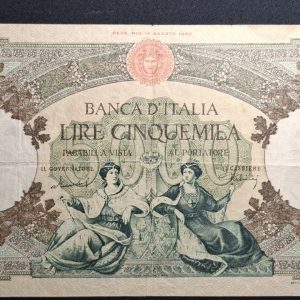 BANCA D'ITALIA
LIRE CINQUEMILA
PAGABILI A VISTA AL PORTATORE
IL GOVERNATORE IL CASSIERE